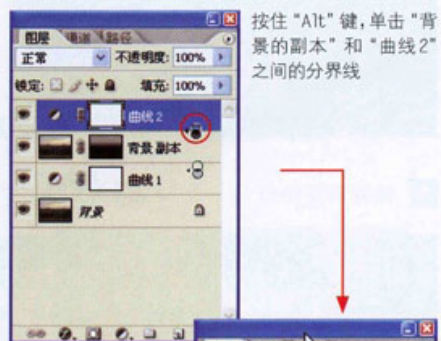 按住“Alt”键,单击“背
景的副本”和“曲线2”
之间的分界线
图层 通道 路径
正常 不透明度: 100%
锁定: 填充: 100%
曲线 2
背景 副本
曲线 1
背景